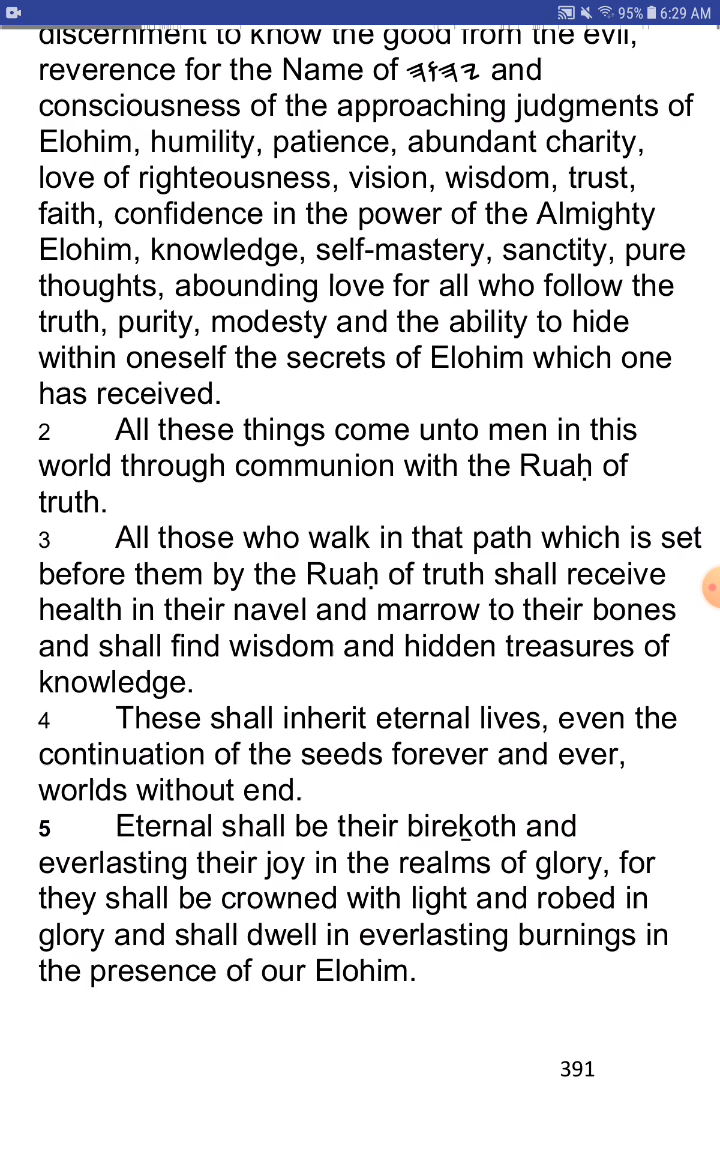 95% 6:29 AM
discernment to know the good from the evil,
reverence for the Name of 𐤉𐤄𐤅𐤄 and
consciousness of the approaching judgments of
Elohim, humility, patience, abundant charity,
love of righteousness, vision, wisdom, trust,
faith, confidence in the power of the Almighty
Elohim, knowledge, self-mastery, sanctity, pure
thoughts, abounding love for all who follow the
truth, purity, modesty and the ability to hide
within oneself the secrets of Elohim which one
has received.
2 All these things come unto men in this
world through communion with the Ruaḥ of
truth.
3 All those who walk in that path which is set
before them by the Ruaḥ of truth shall receive
health in their navel and marrow to their bones
and shall find wisdom and hidden treasures of
knowledge.
4 These shall inherit eternal lives, even the
continuation of the seeds forever and ever,
worlds without end.
5 Eternal shall be their bireḵoth and
everlasting their joy in the realms of glory, for
they shall be crowned with light and robed in
glory and shall dwell in everlasting burnings in
the presence of our Elohim.
391